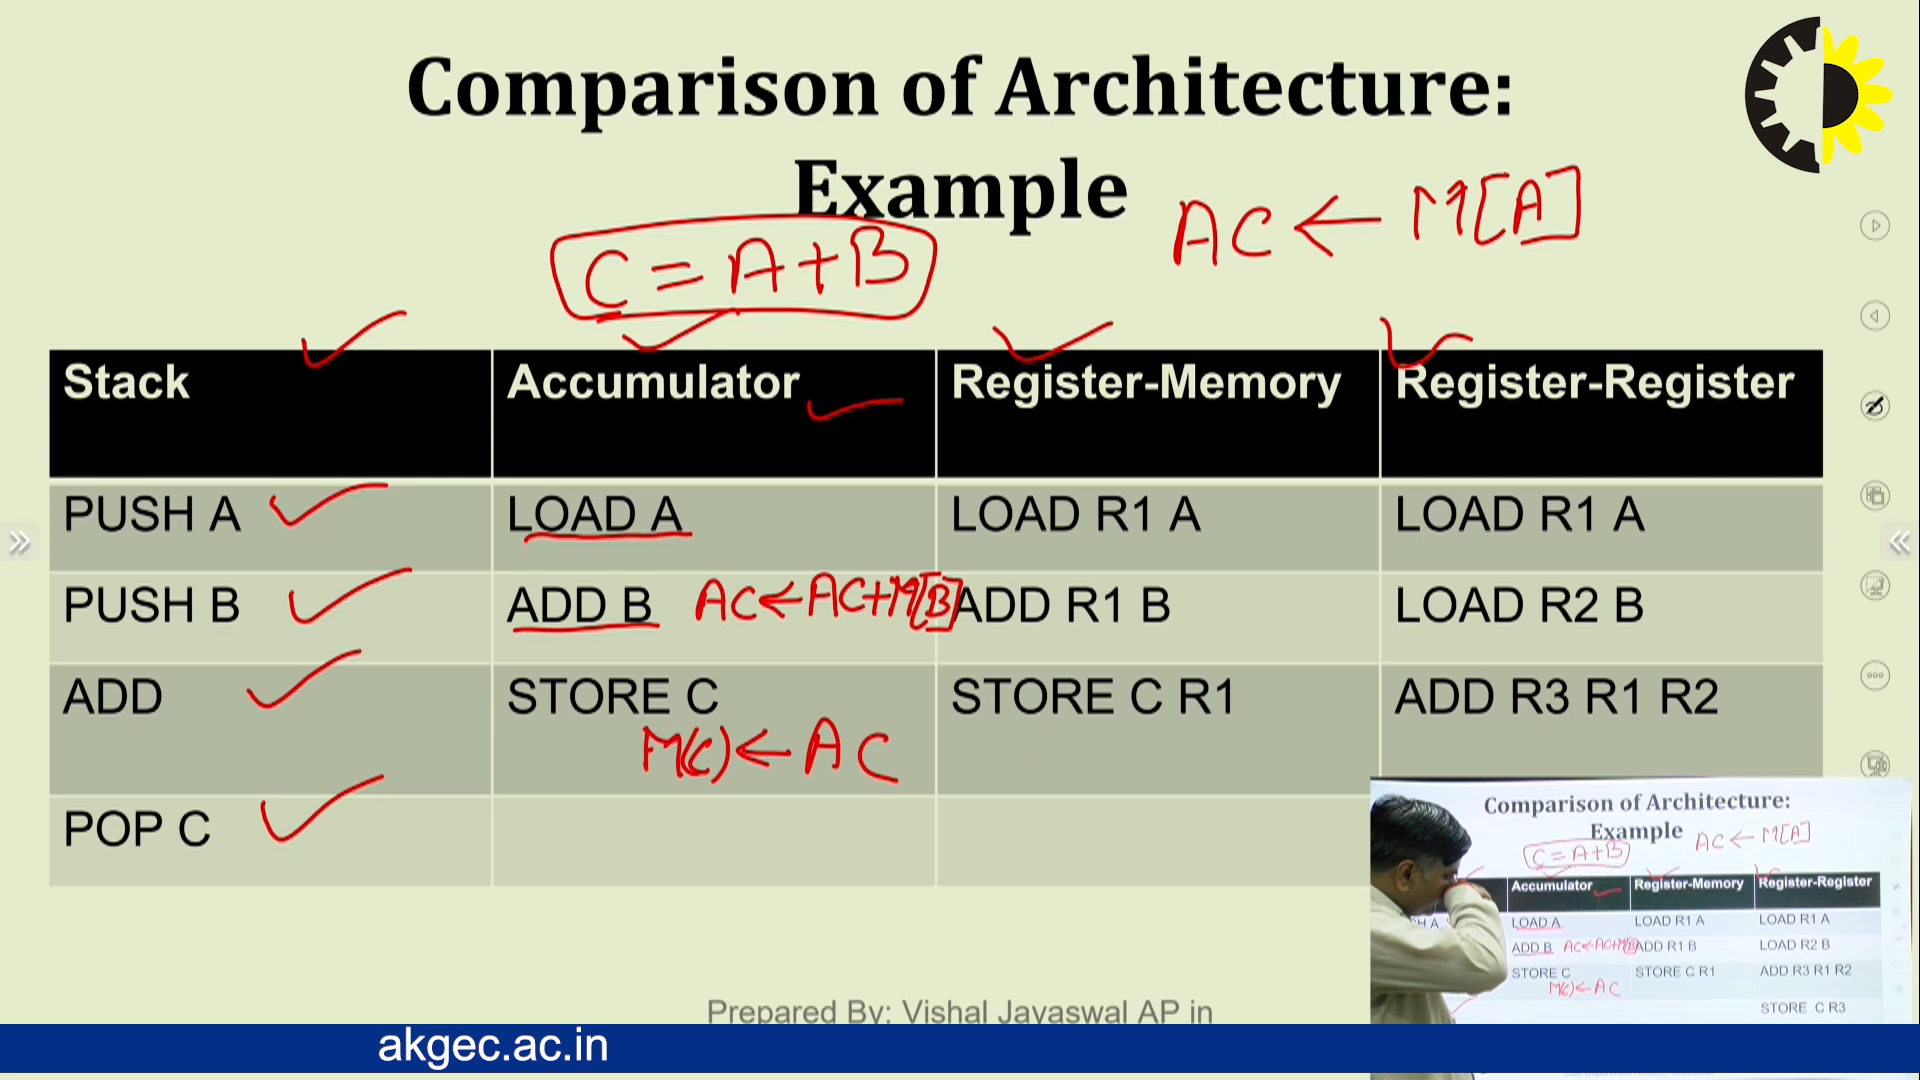 Comparison of Architecture:
Example
AC ← M[A]
C = A+B
Stack Accumulator Register-Memory Register-Register
PUSH A LOAD A LOAD R1 A LOAD R1 A
PUSH B ADD B AC←AC+M[B] ADD R1 B LOAD R2 B
ADD STORE C STORE C R1 ADD R3 R1 R2
M(C)←AC
POP C
Comparison of Architecture:
Example
AC ← M[A]
C = A+B
Accumulator Register-Memory Register-Register
H A LOAD A LOAD R1 A LOAD R1 A
ADD B AC←AC+M[B] ADD R1 B LOAD R2 B
STORE C STORE C R1 ADD R3 R1 R2
M(C)←AC
STORE C R3
Prepared By: Vishal Jayaswal AP in
akgec.ac.in